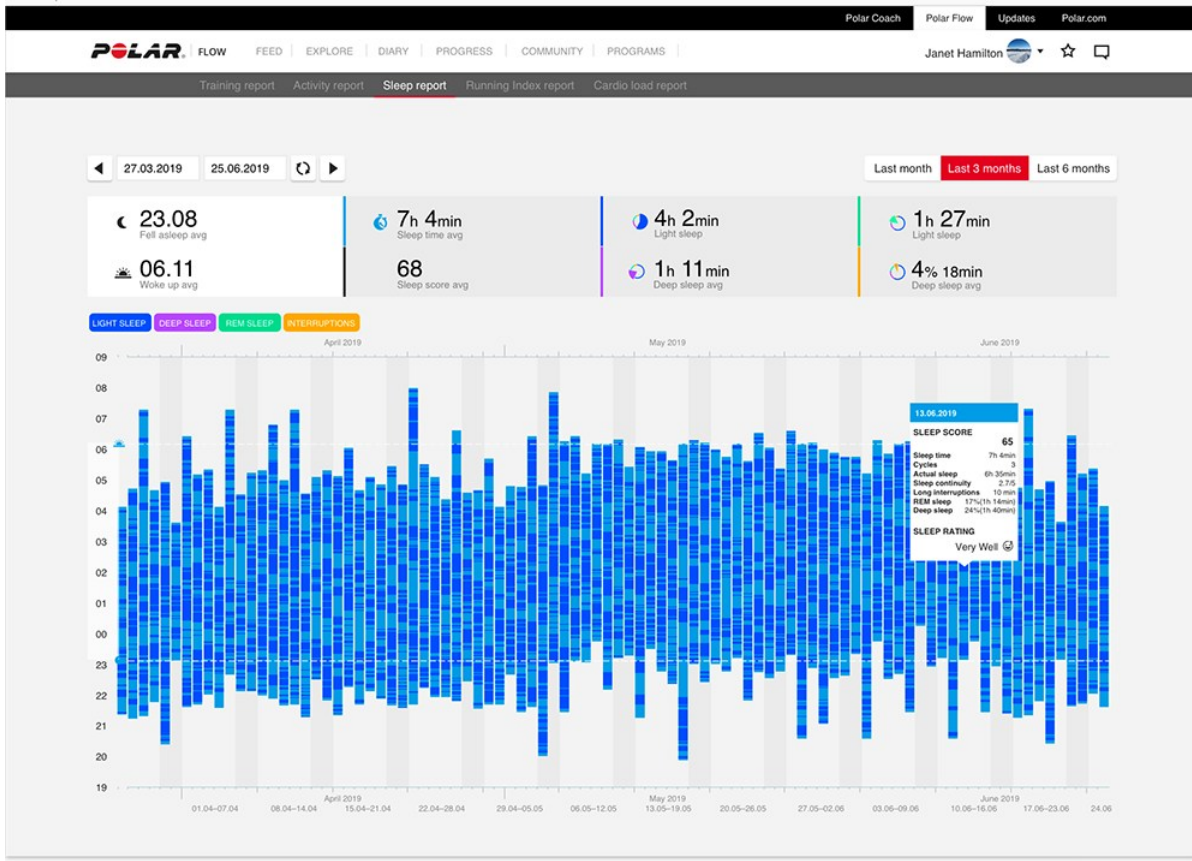 Polar Coach Polar Flow Updates Polar.com
POLAR. FLOW FEED EXPLORE DIARY PROGRESS COMMUNITY PROGRAMS Janet Hamilton
Training report Activity report Sleep report Running Index report Cardio load report
27.03.2019 25.06.2019 Last month Last 3 months Last 6 months
23.08 7h 4min 4h 2min 1h 27min
Fell asleep avg Sleep time avg Light sleep Light sleep
06.11 68 1h 11min 4% 18min
Woke up avg Sleep score avg Deep sleep avg Deep sleep avg
LIGHT SLEEP DEEP SLEEP REM SLEEP INTERRUPTIONS
April 2019 May 2019 June 2019
09
08
07
06
05
04
03
02
01
00
23
22
21
20
19
13.06.2019
SLEEP SCORE
65
Sleep time 7h 4min
Cycles 3
Actual sleep 6h 35min
Sleep continuity 2.7/5
Long interruptions 10 min
REM sleep 17%(1h 14min)
Deep sleep 24%(1h 40min)
SLEEP RATING
Very Well
April 2019 May 2019 June 2019
01.04–07.04 08.04–14.04 15.04–21.04 22.04–28.04 29.04–05.05 06.05–12.05 13.05–19.05 20.05–26.05 27.05–02.06 03.06–09.06 10.06–16.06 17.06–23.06 24.06